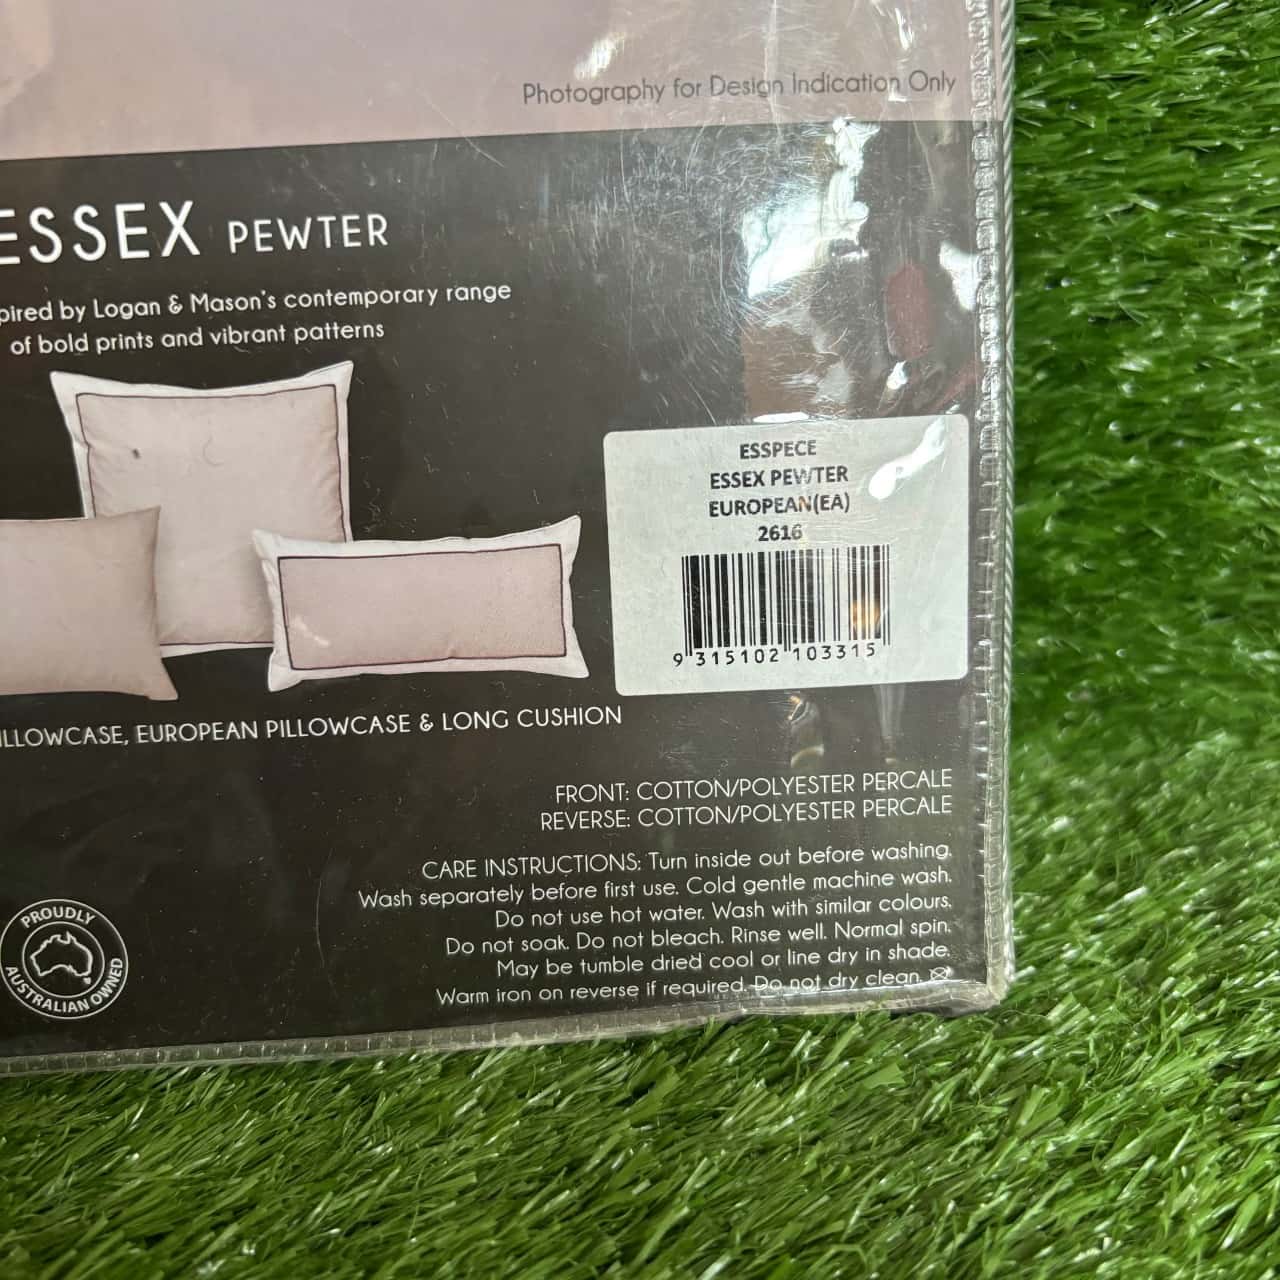 Photography for Design Indication Only
ESSEX PEWTER
by Logan & Mason's contemporary range
of bold prints and vibrant patterns
ESSPECE
ESSEX PEWTER
EUROPEAN(EA)
2616
9 315102 103315
EUROPEAN PILLOWCASE & LONG CUSHION
FRONT: COTTON/POLYESTER PERCALE
REVERSE: COTTON/POLYESTER PERCALE
CARE INSTRUCTIONS: Turn inside out before washing.
Wash separately before first use. Cold gentle machine wash.
Do not use hot water. Wash with similar colours.
Do not soak. Do not bleach. Rinse well. Normal spin.
May be tumble dried cool or line dry in shade.
Warm iron on reverse if required. Do not dry clean.
PROUDLY
AUSTRALIAN OWNED